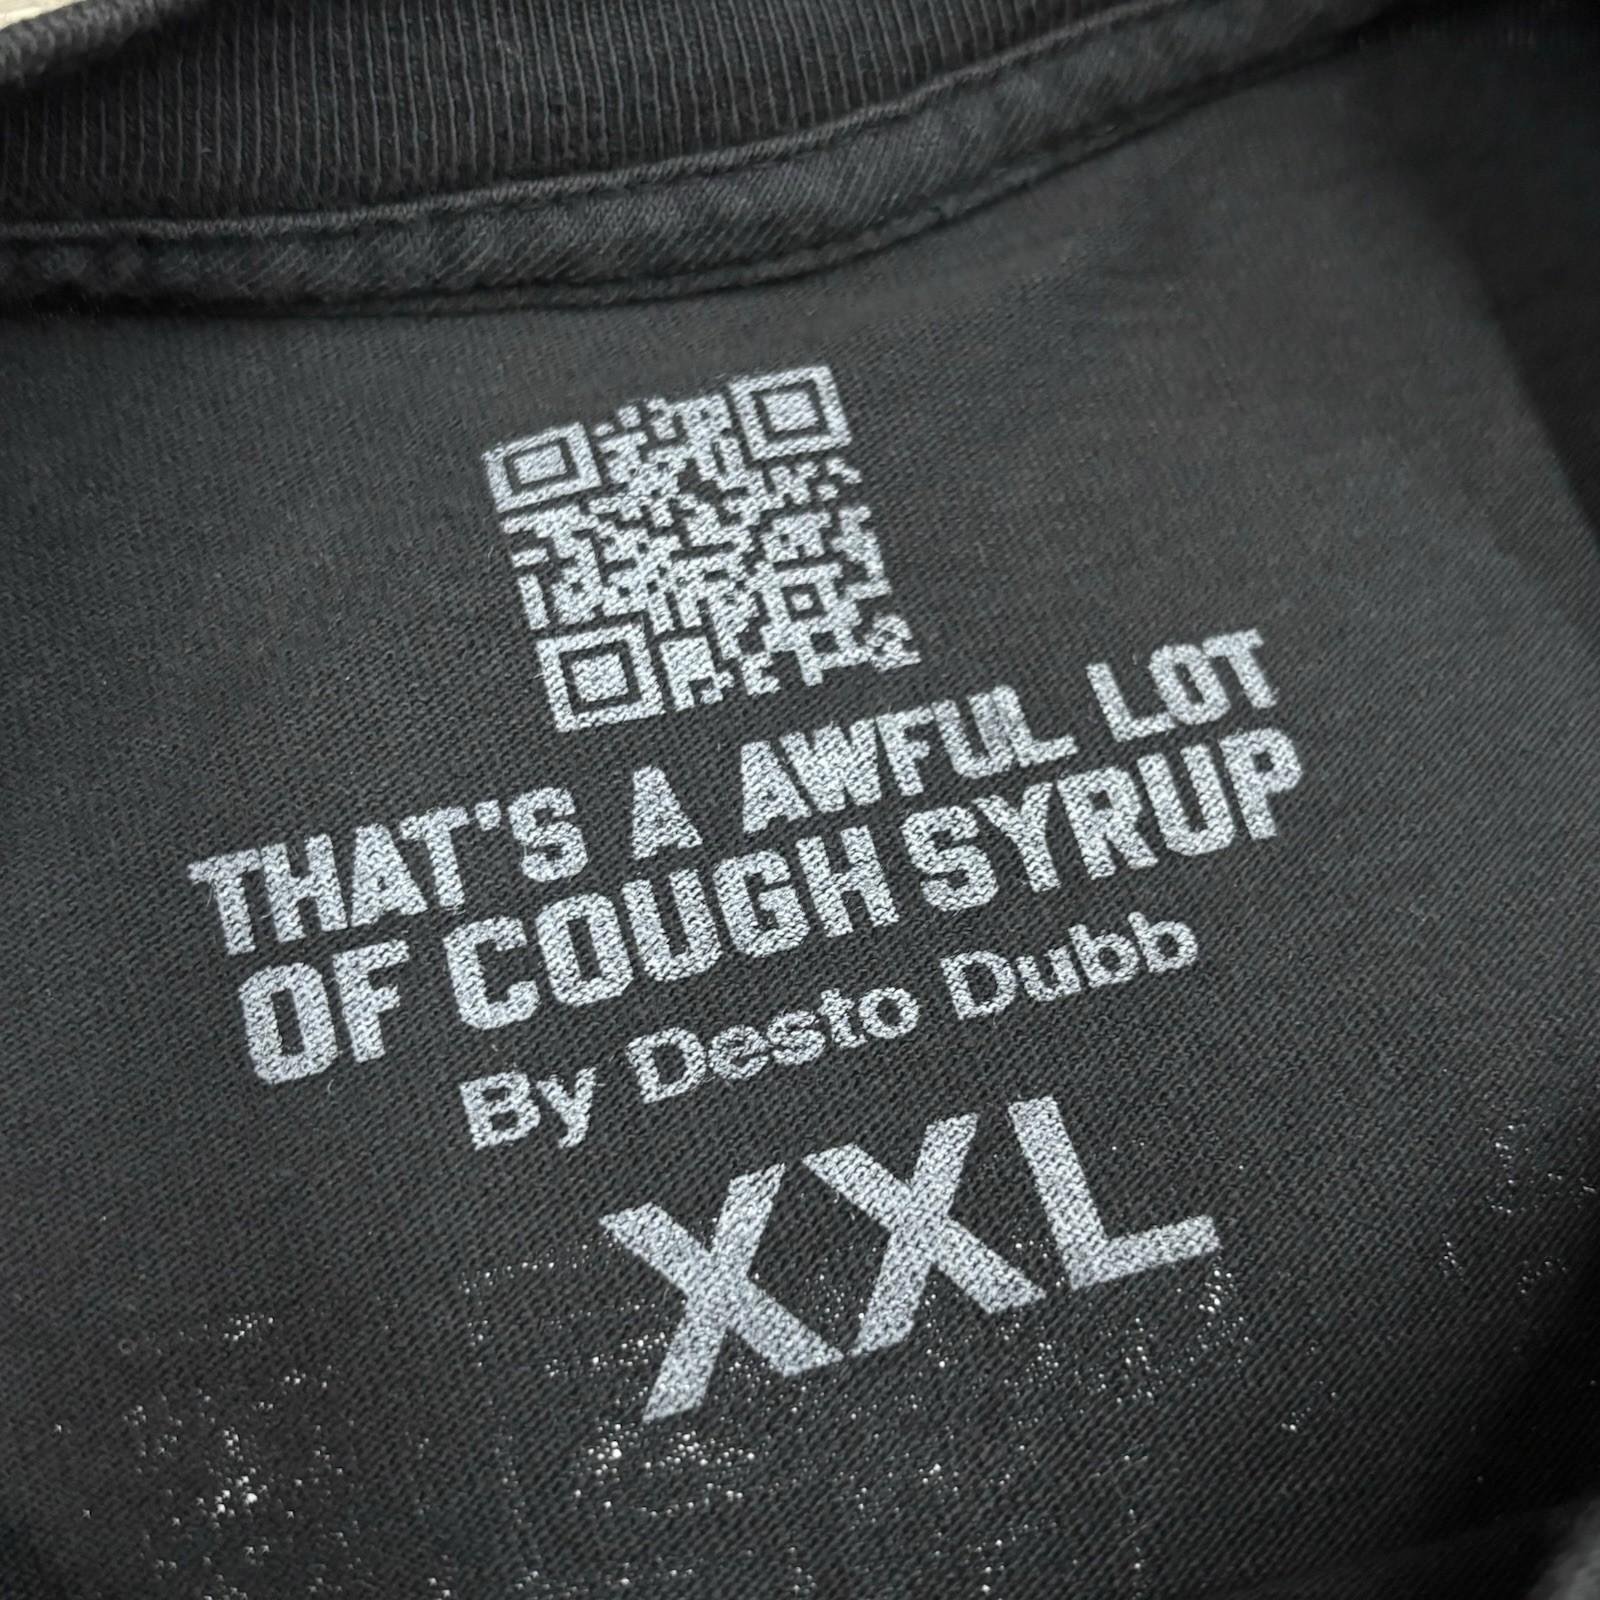 THAT'S A AWFUL LOT
OF COUGH SYRUP
By Desto Dubb
XXL